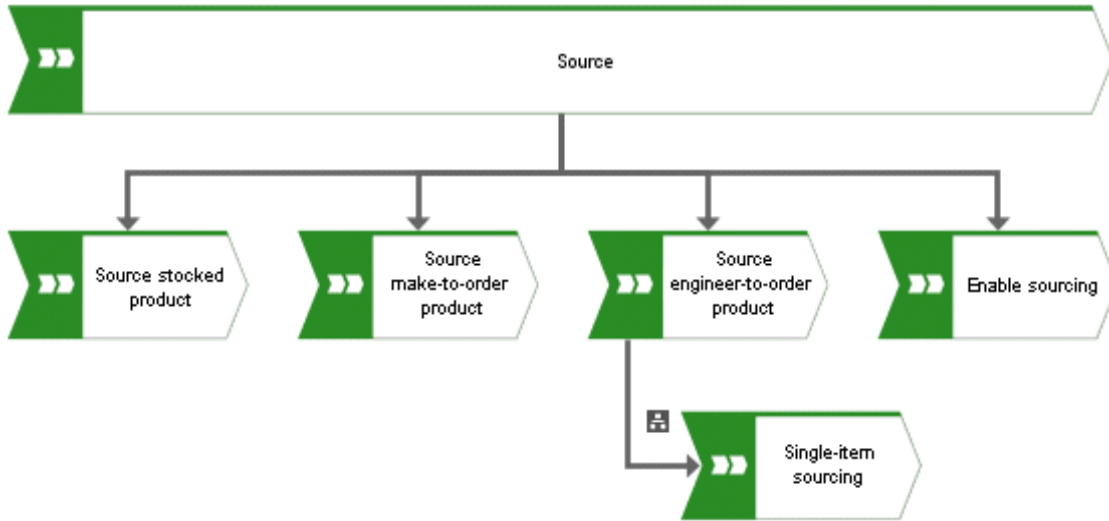 Source
Source stocked
product
Source
make-to-order
product
Source
engineer-to-order
product
Enable sourcing
Single-item
sourcing